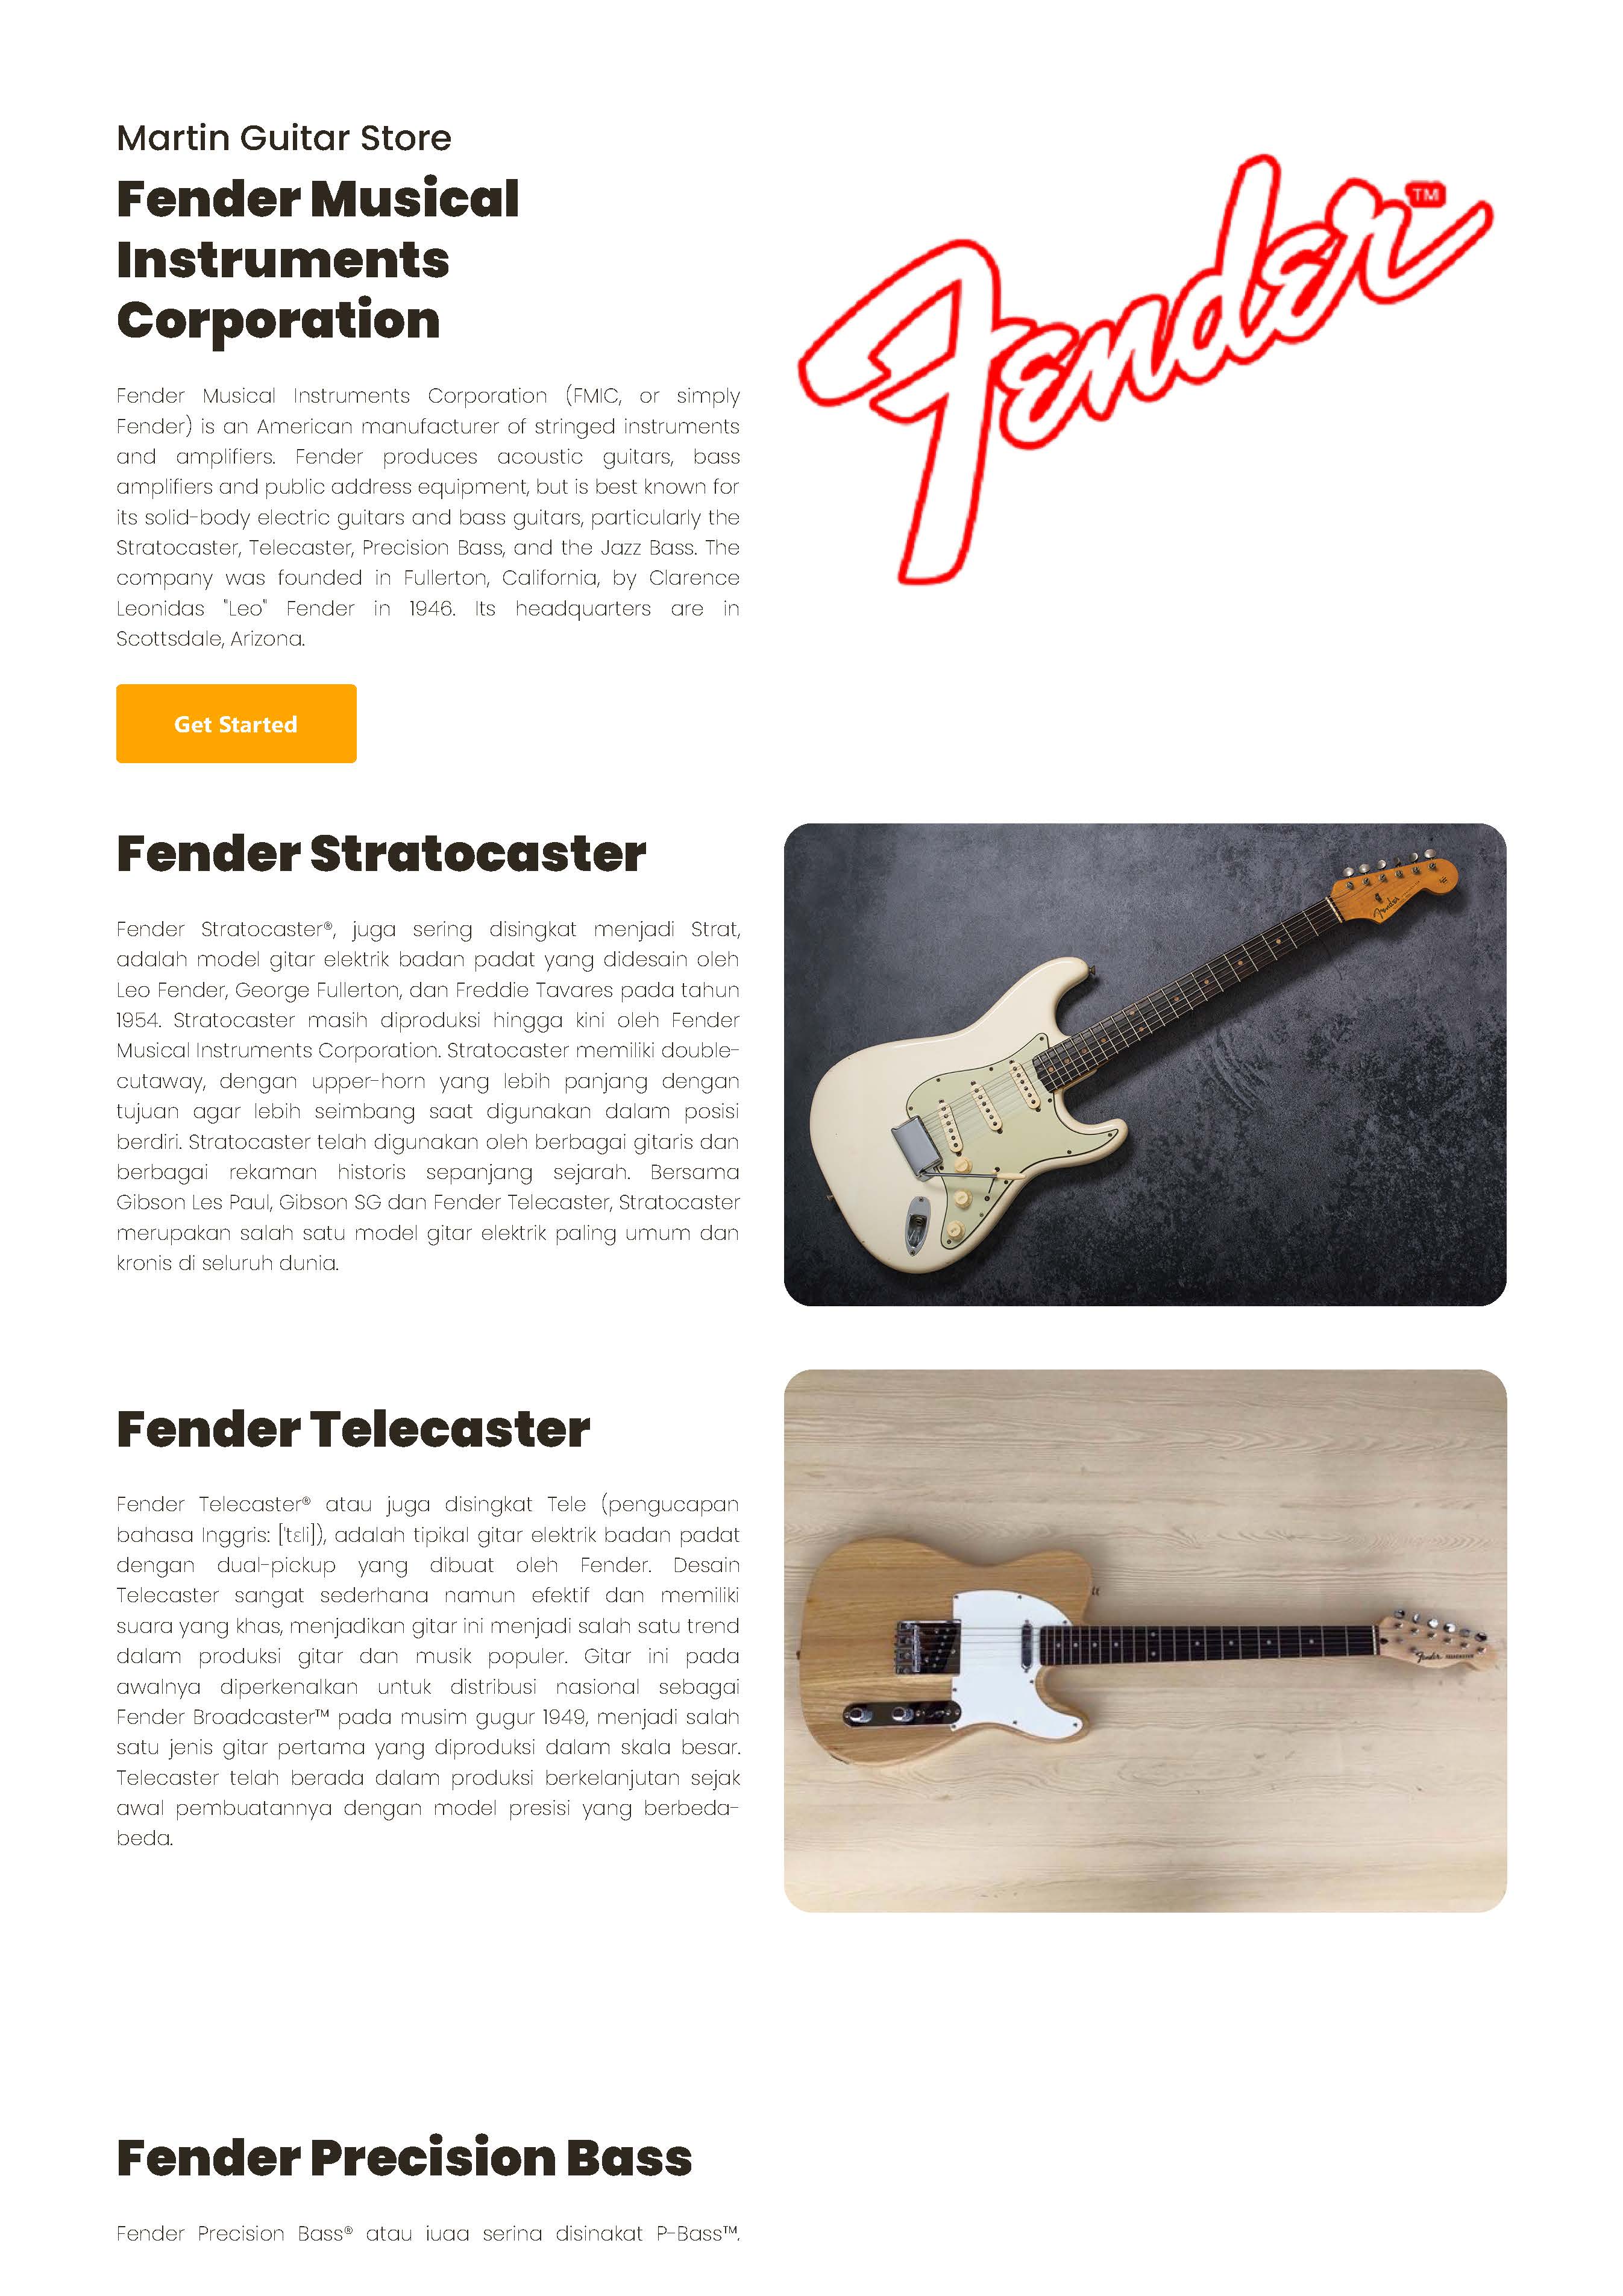 Martin Guitar Store
Fender Musical
Instruments
Corporation
Fender Musical Instruments Corporation (FMIC, or simply
Fender) is an American manufacturer of stringed instruments
and amplifiers. Fender produces acoustic guitars, bass
amplifiers and public address equipment, but is best known for
its solid-body electric guitars and bass guitars, particularly the
Stratocaster, Telecaster, Precision Bass, and the Jazz Bass. The
company was founded in Fullerton, California, by Clarence
Leonidas "Leo" Fender in 1946. Its headquarters are in
Scottsdale, Arizona.
Get Started
Fender™
Fender Stratocaster
Fender Stratocaster®, juga sering disingkat menjadi Strat,
adalah model gitar elektrik badan padat yang didesain oleh
Leo Fender, George Fullerton, dan Freddie Tavares pada tahun
1954. Stratocaster masih diproduksi hingga kini oleh Fender
Musical Instruments Corporation. Stratocaster memiliki double-
cutaway, dengan upper-horn yang lebih panjang dengan
tujuan agar lebih seimbang saat digunakan dalam posisi
berdiri. Stratocaster telah digunakan oleh berbagai gitaris dan
berbagai rekaman historis sepanjang sejarah. Bersama
Gibson Les Paul, Gibson SG dan Fender Telecaster, Stratocaster
merupakan salah satu model gitar elektrik paling umum dan
kronis di seluruh dunia.
Fender
Fender Telecaster
Fender Telecaster® atau juga disingkat Tele (pengucapan
bahasa Inggris: ['tɛli]), adalah tipikal gitar elektrik badan padat
dengan dual-pickup yang dibuat oleh Fender. Desain
Telecaster sangat sederhana namun efektif dan memiliki
suara yang khas, menjadikan gitar ini menjadi salah satu trend
dalam produksi gitar dan musik populer. Gitar ini pada
awalnya diperkenalkan untuk distribusi nasional sebagai
Fender Broadcaster™ pada musim gugur 1949, menjadi salah
satu jenis gitar pertama yang diproduksi dalam skala besar.
Telecaster telah berada dalam produksi berkelanjutan sejak
awal pembuatannya dengan model presisi yang berbeda-
beda.
Fender TELECASTER
Fender Precision Bass
Fender Precision Bass® atau juga sering disingkat P-Bass™,